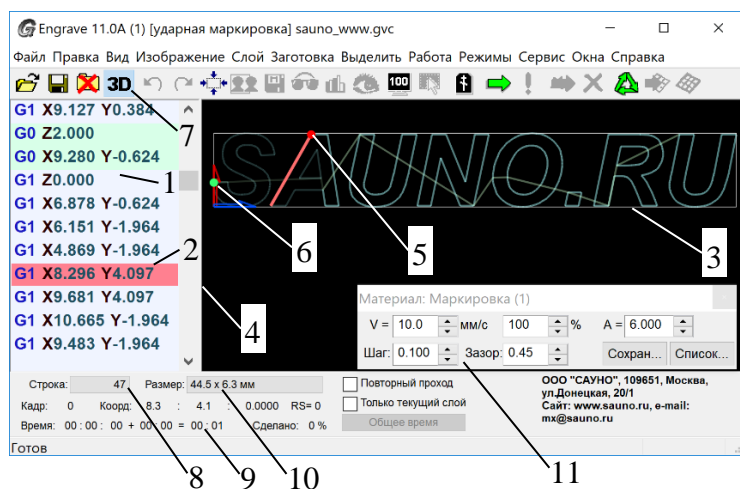 Engrave 11.0A (1) [ударная маркировка] sauno_www.gvc
Файл Правка Вид Изображение Слой Заготовка Выделить Работа Режимы Сервис Окна Справка
3D 100
G1 X9.127 Y0.384
G0 Z2.000
G0 X9.280 Y-0.624
G1 Z0.000
G1 X6.878 Y-0.624
G1 X6.151 Y-1.964
G1 X4.869 Y-1.964
G1 X8.296 Y4.097
G1 X9.681 Y4.097
G1 X10.665 Y-1.964
G1 X9.483 Y-1.964
7
1
2
4
SAUNO.RU
6
5
3
Материал: Маркировка (1)
V = 10.0 мм/с 100 % A = 6.000
Шаг: 0.100 Зазор: 0.45 Сохран... Список...
Строка: 47 Размер: 44.5 x 6.3 мм
Кадр: 0 Коорд: 8.3 : 4.1 : 0.0000 RS= 0
Время: 00 : 00 : 00 + 00 : 00 = 00 : 01 Сделано: 0 %
Повторный проход
Только текущий слой
Общее время
ООО "САУНО", 109651, Москва,
ул.Донецкая, 20/1
Сайт: www.sauno.ru, e-mail:
mx@sauno.ru
Готов
8 9 10 11